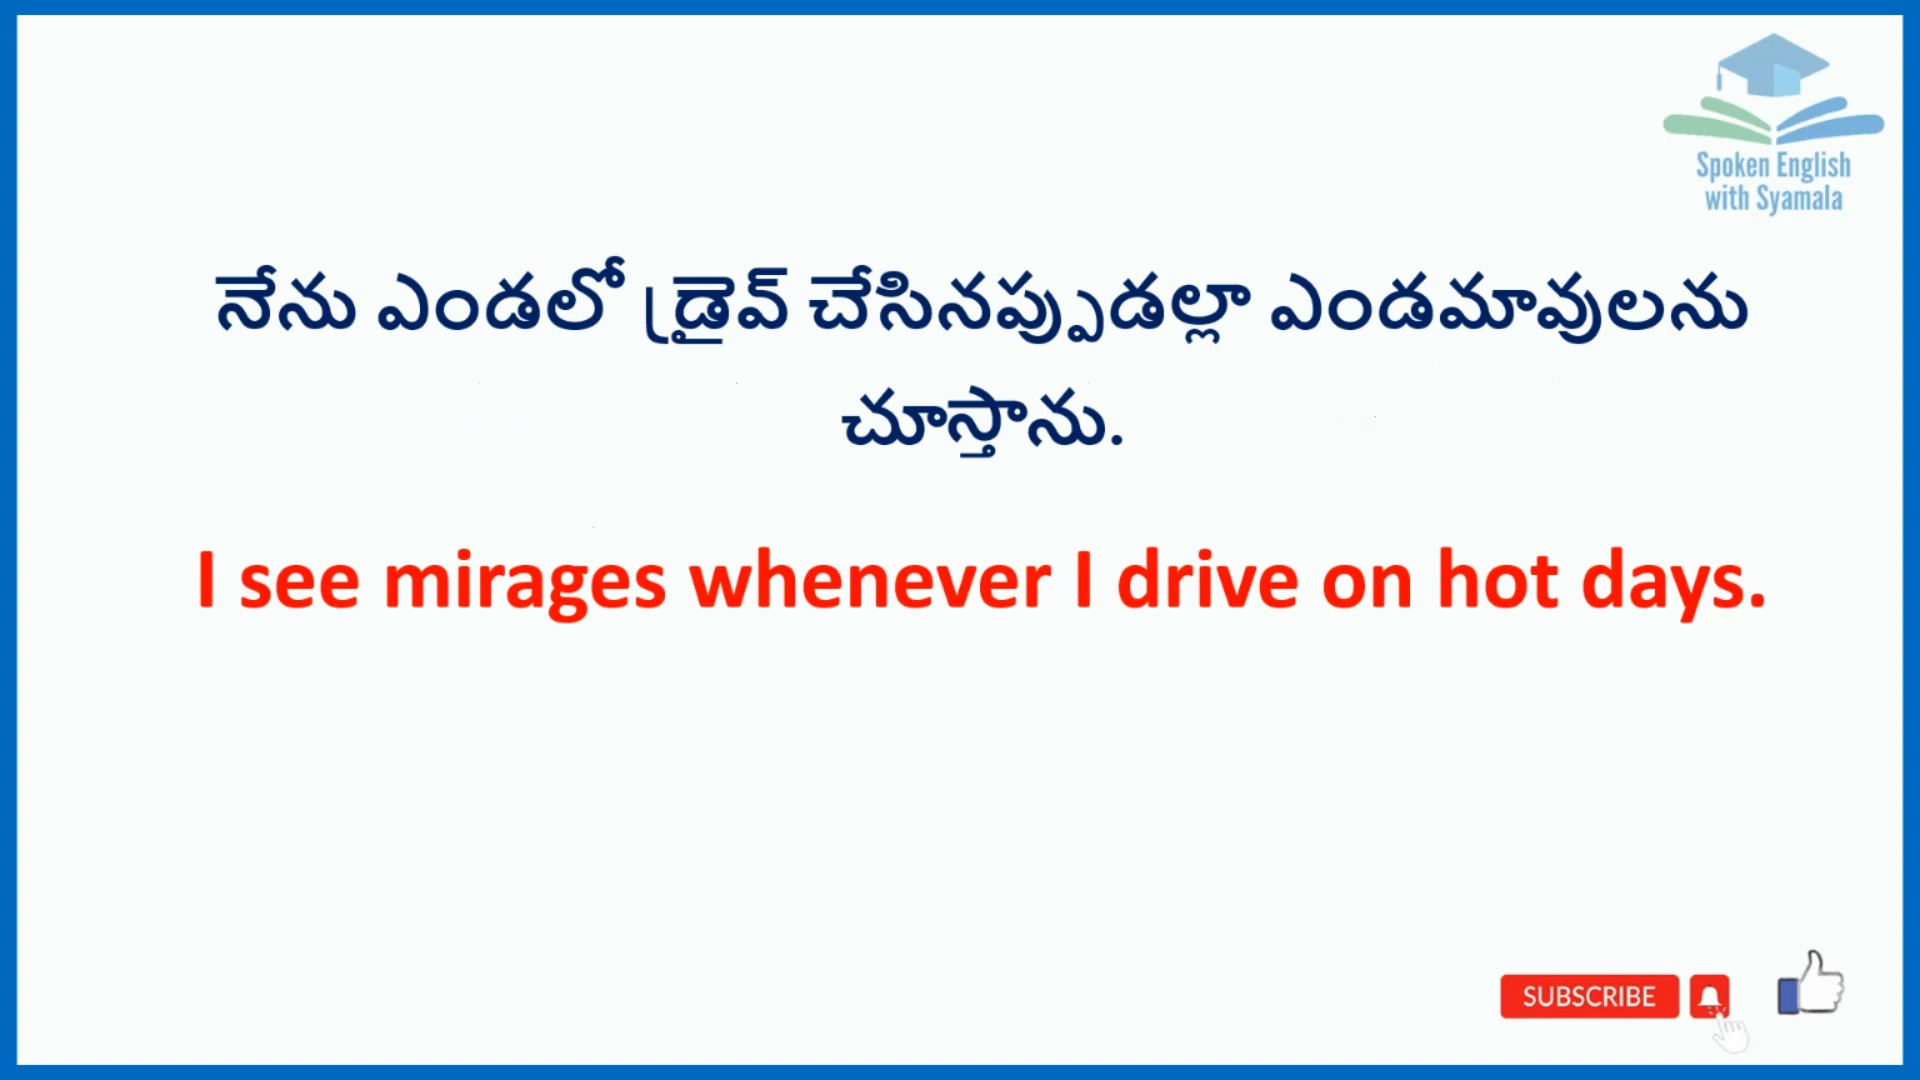 Spoken English
with Syamala
నేను ఎండలో డ్రైవ్ చేసినప్పుడల్లా ఎండమావులను
చూస్తాను.
I see mirages whenever I drive on hot days.
SUBSCRIBE